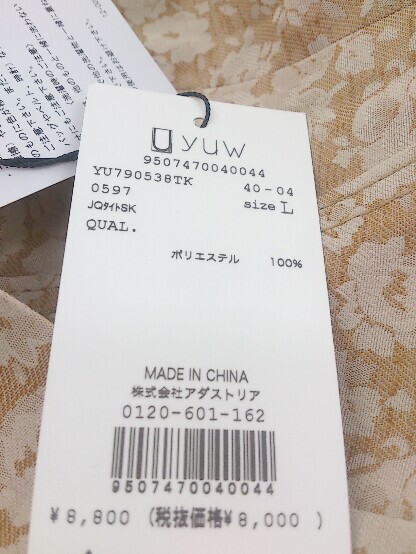 yuw
9507470040044
YU790538TK 40-04
0597 size L
JQタイトSK
QUAL.
ポリエステル 100%
MADE IN CHINA
株式会社アダストリア
0120-601-162
9507470040044
¥8,800 (税抜価格¥8,000 )